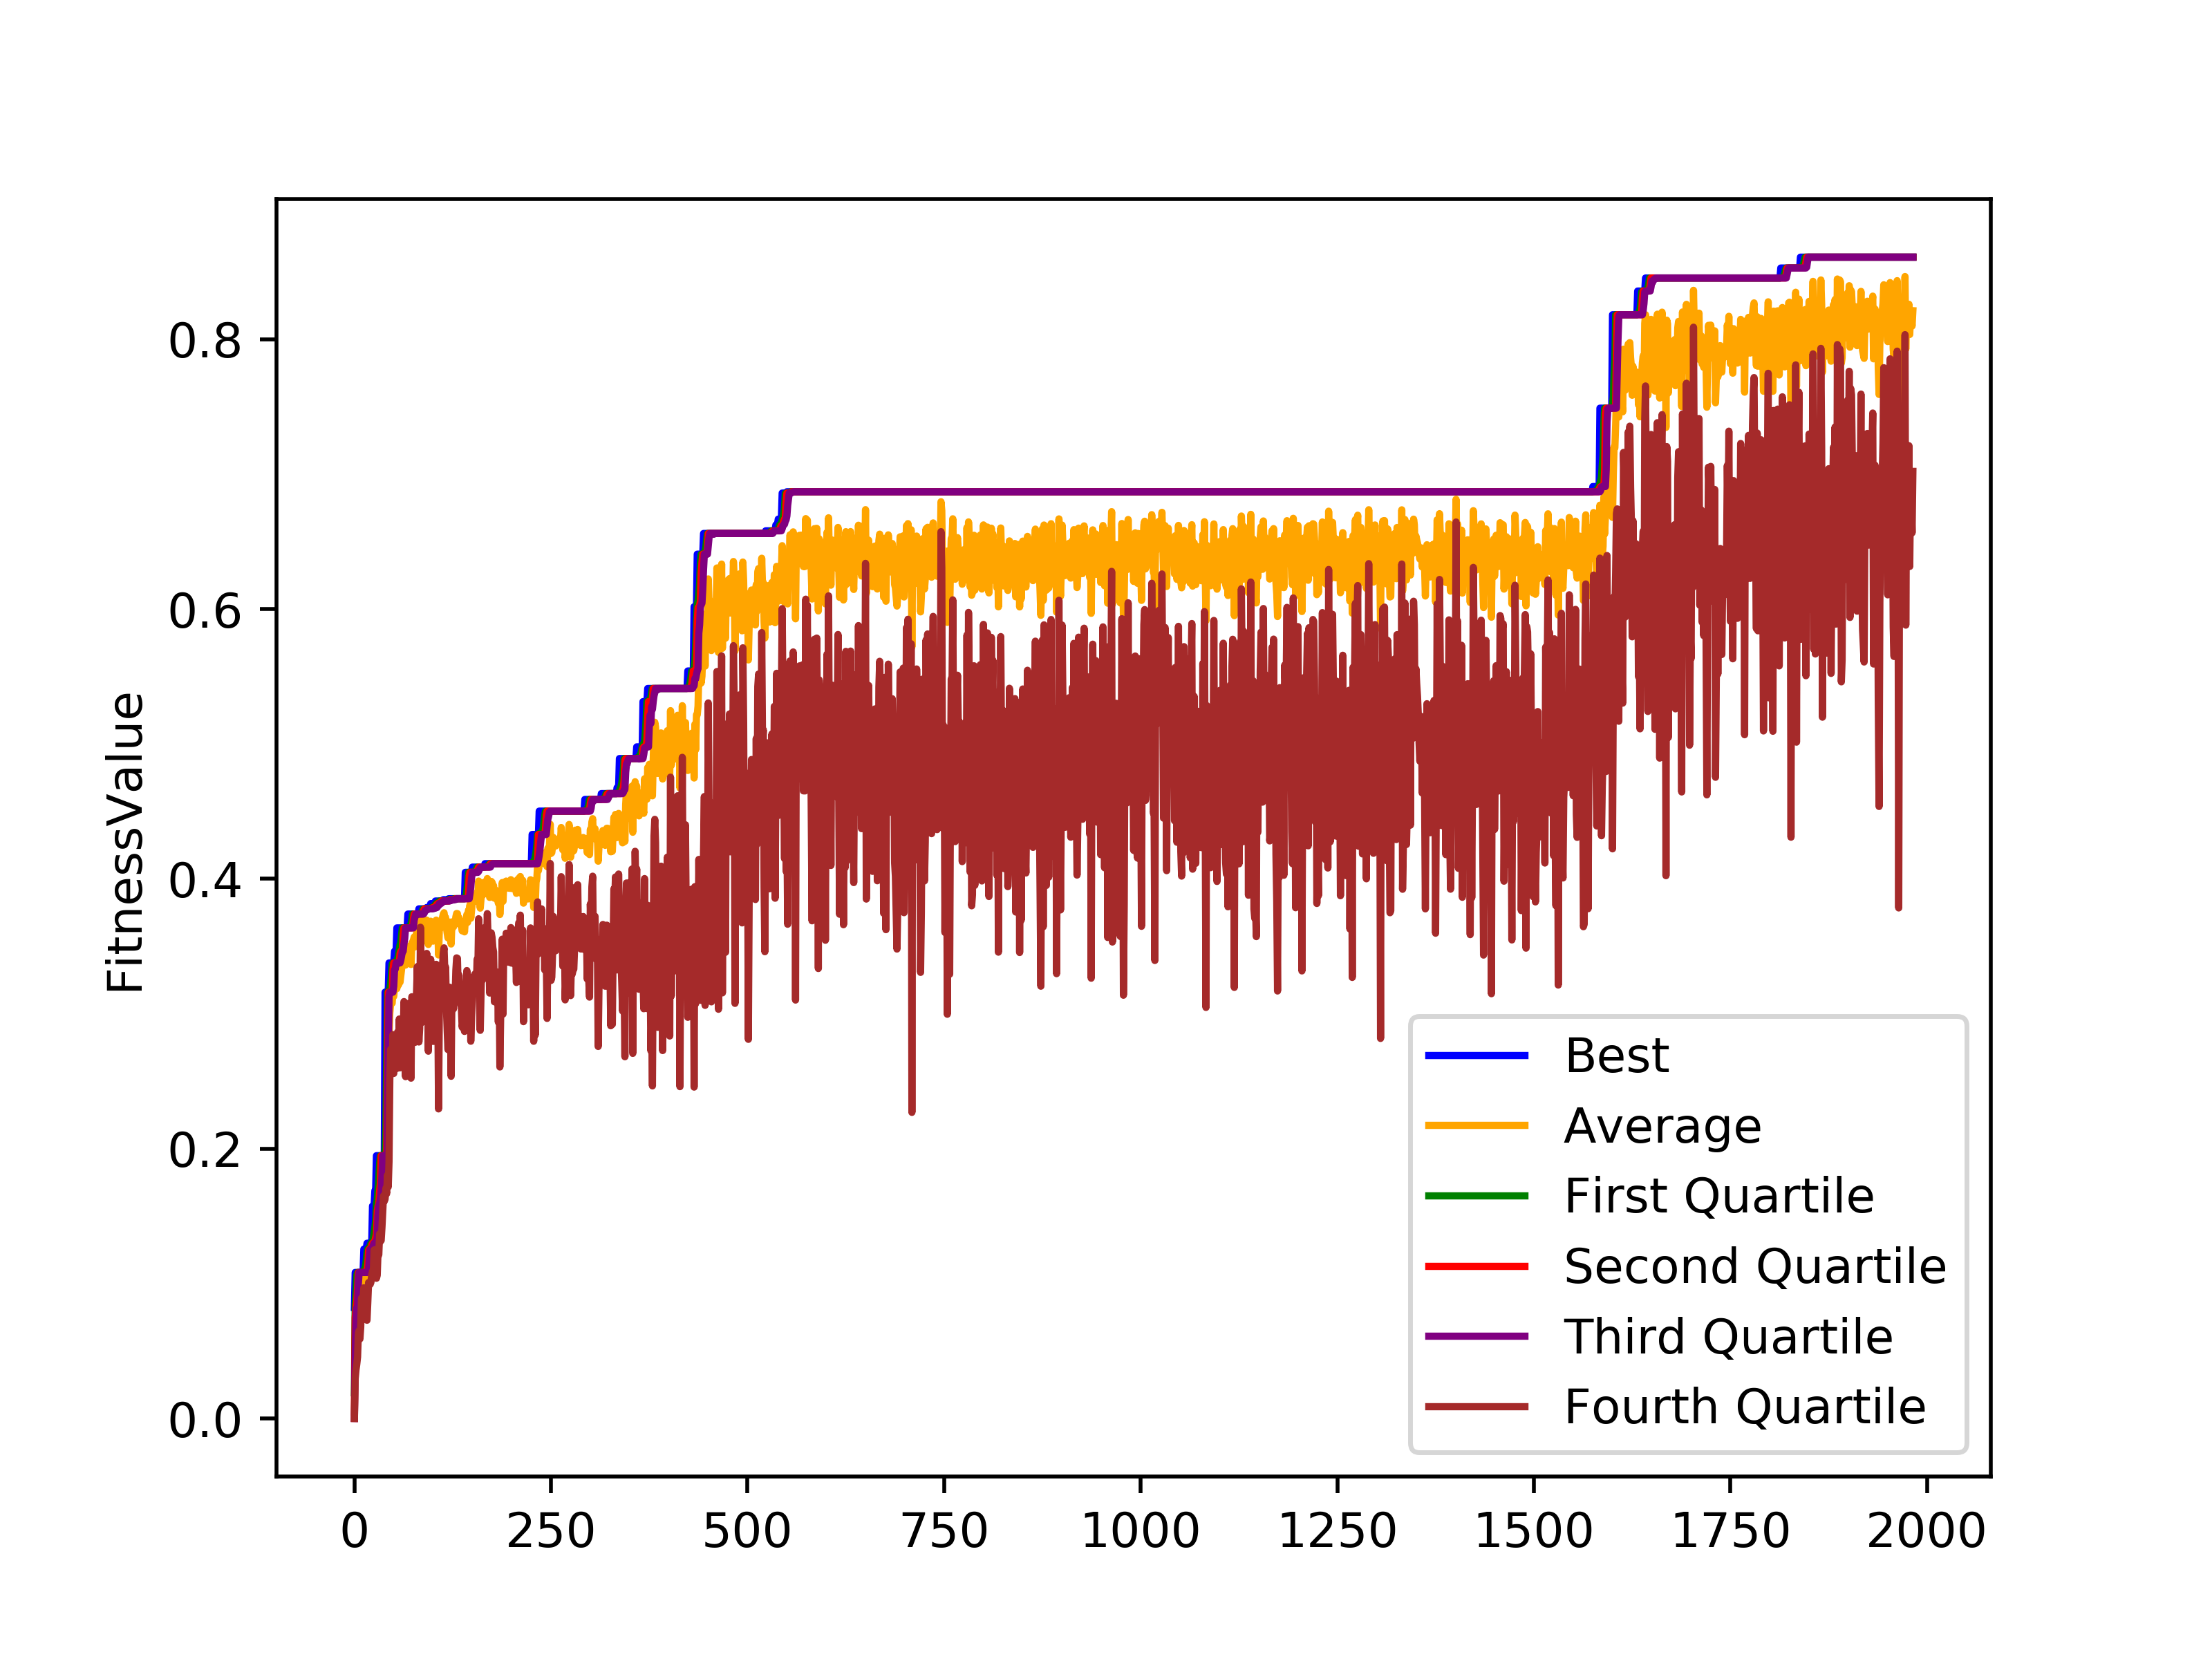 FitnessValue
0.8
0.6
0.4
0.2
0.0
0 250 500 750 1000 1250 1500 1750 2000
Best
Average
First Quartile
Second Quartile
Third Quartile
Fourth Quartile